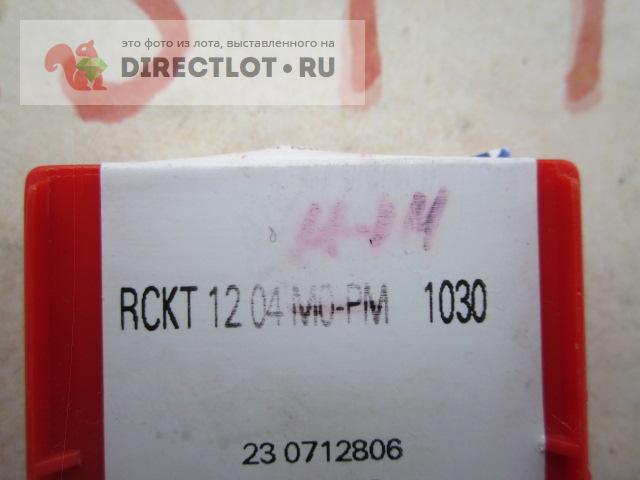 это фото из лота, выставленного на
DIRECTLOT.RU
RCKT 12 04 M0-PM 1030
23 0712806